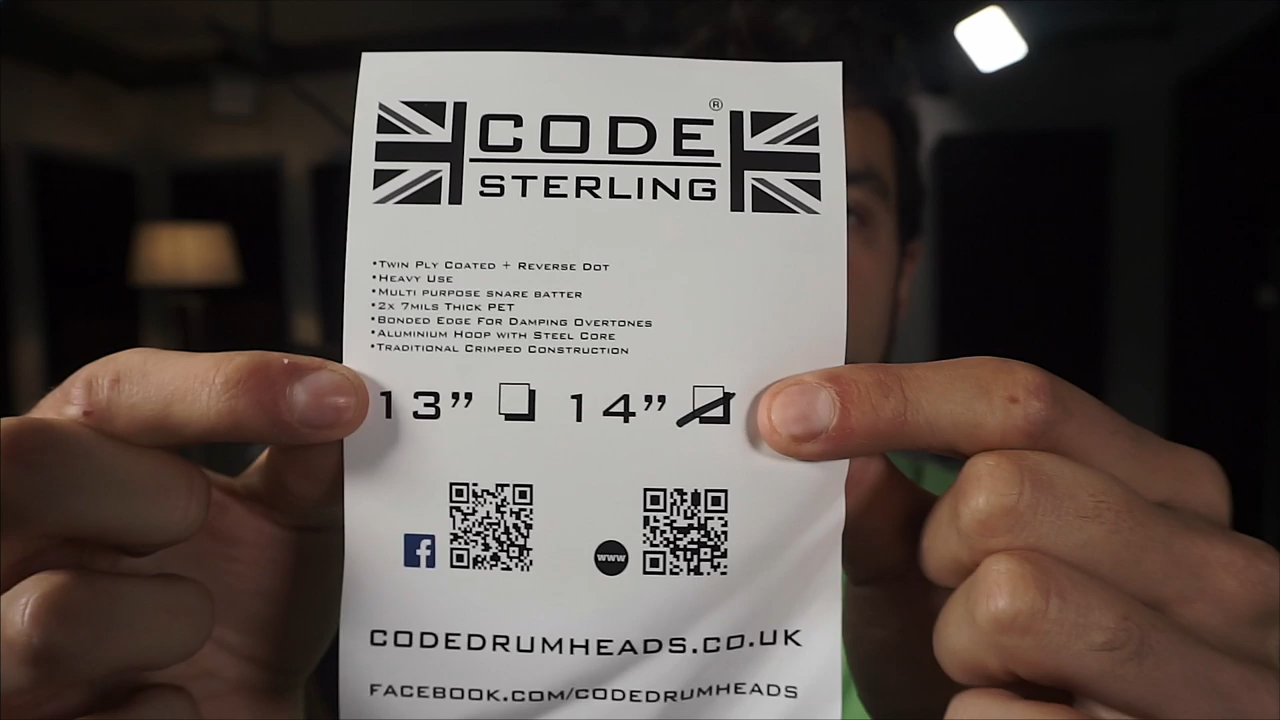 CODE®
STERLING
•TWIN PLY COATED + REVERSE DOT
•HEAVY USE
•MULTI PURPOSE SNARE BATTER
•2X 7MILS THICK PET
•BONDED EDGE FOR DAMPING OVERTONES
•ALUMINIUM HOOP WITH STEEL CORE
•TRADITIONAL CRIMPED CONSTRUCTION
13” 14”
f www
CODEDRUMHEADS.CO.UK
FACEBOOK.COM/CODEDRUMHEADS